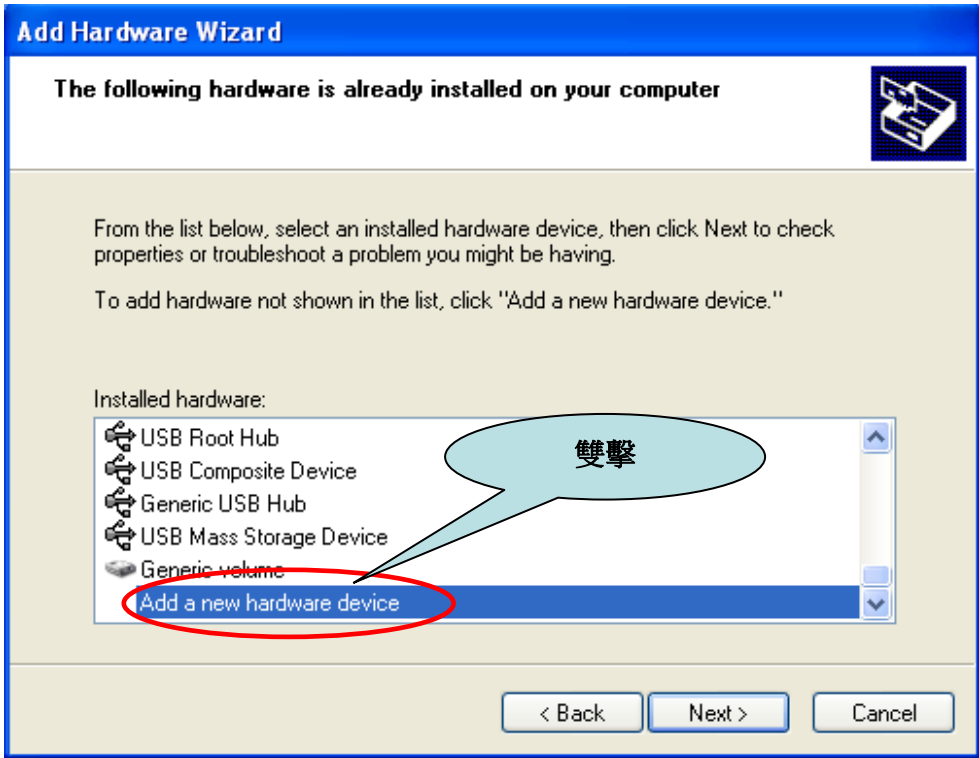 Add Hardware Wizard
The following hardware is already installed on your computer
From the list below, select an installed hardware device, then click Next to check
properties or troubleshoot a problem you might be having.
To add hardware not shown in the list, click "Add a new hardware device."
Installed hardware:
USB Root Hub
雙擊
USB Composite Device
Generic USB Hub
USB Mass Storage Device
Generic volume
Add a new hardware device
< Back
Next >
Cancel